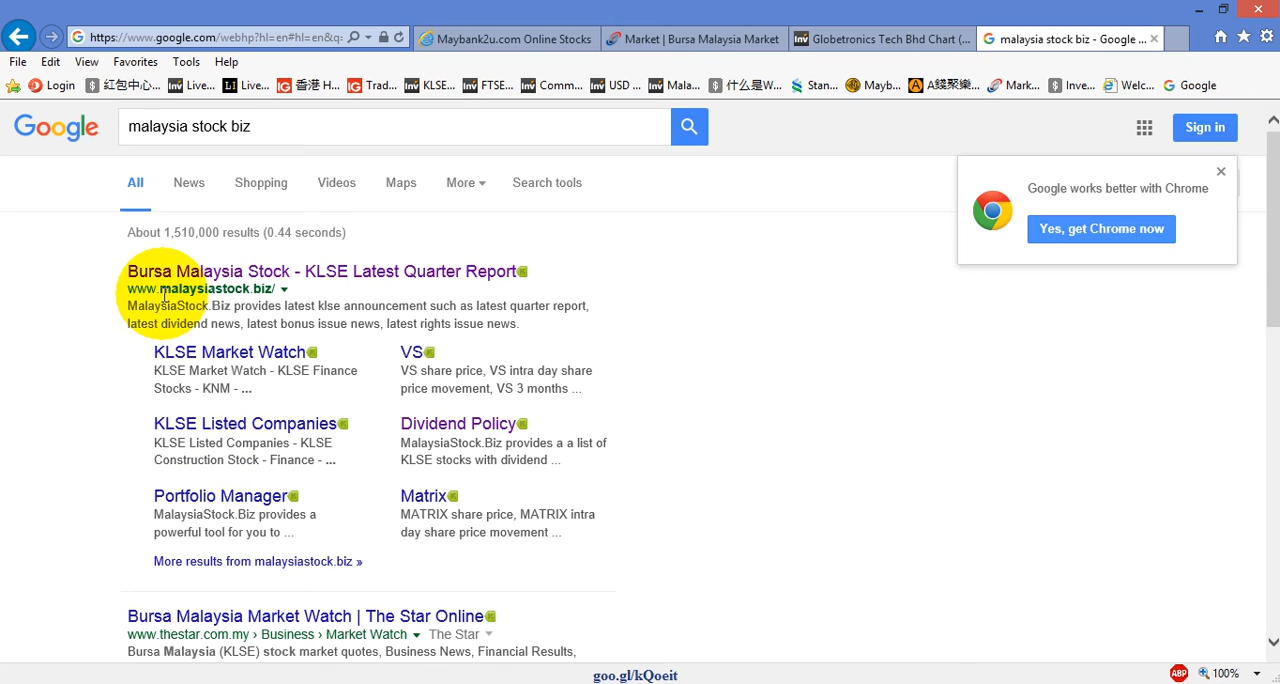 https://www.google.com/webhp?hl=en#hl=en&q=
Maybank2u.com Online Stocks
Market | Bursa Malaysia Market
Globetronics Tech Bhd Chart (...
malaysia stock biz - Google ...
File Edit View Favorites Tools Help
Login
红包中心...
Live...
Live...
香港 H...
Trad...
KLSE...
FTSE...
Comm...
USD ...
Mala...
什么是W...
Stan...
Mayb...
A錢聚樂...
Mark...
Inve...
Welc...
Google
Google
malaysia stock biz
Sign in
All News Shopping Videos Maps More Search tools
Google works better with Chrome
Yes, get Chrome now
About 1,510,000 results (0.44 seconds)
Bursa Malaysia Stock - KLSE Latest Quarter Report
www.malaysiastock.biz/
MalaysiaStock.Biz provides latest klse announcement such as latest quarter report,
latest dividend news, latest bonus issue news, latest rights issue news.
KLSE Market Watch
KLSE Market Watch - KLSE Finance
Stocks - KNM - ...
VS
VS share price, VS intra day share
price movement, VS 3 months ...
KLSE Listed Companies
KLSE Listed Companies - KLSE
Construction Stock - Finance - ...
Dividend Policy
MalaysiaStock.Biz provides a a list of
KLSE stocks with dividend ...
Portfolio Manager
MalaysiaStock.Biz provides a
powerful tool for you to ...
Matrix
MATRIX share price, MATRIX intra
day share price movement ...
More results from malaysiastock.biz »
Bursa Malaysia Market Watch | The Star Online
www.thestar.com.my › Business › Market Watch The Star
Bursa Malaysia (KLSE) stock market quotes, Business News, Financial Results,
goo.gl/kQoeit
ABP
100%